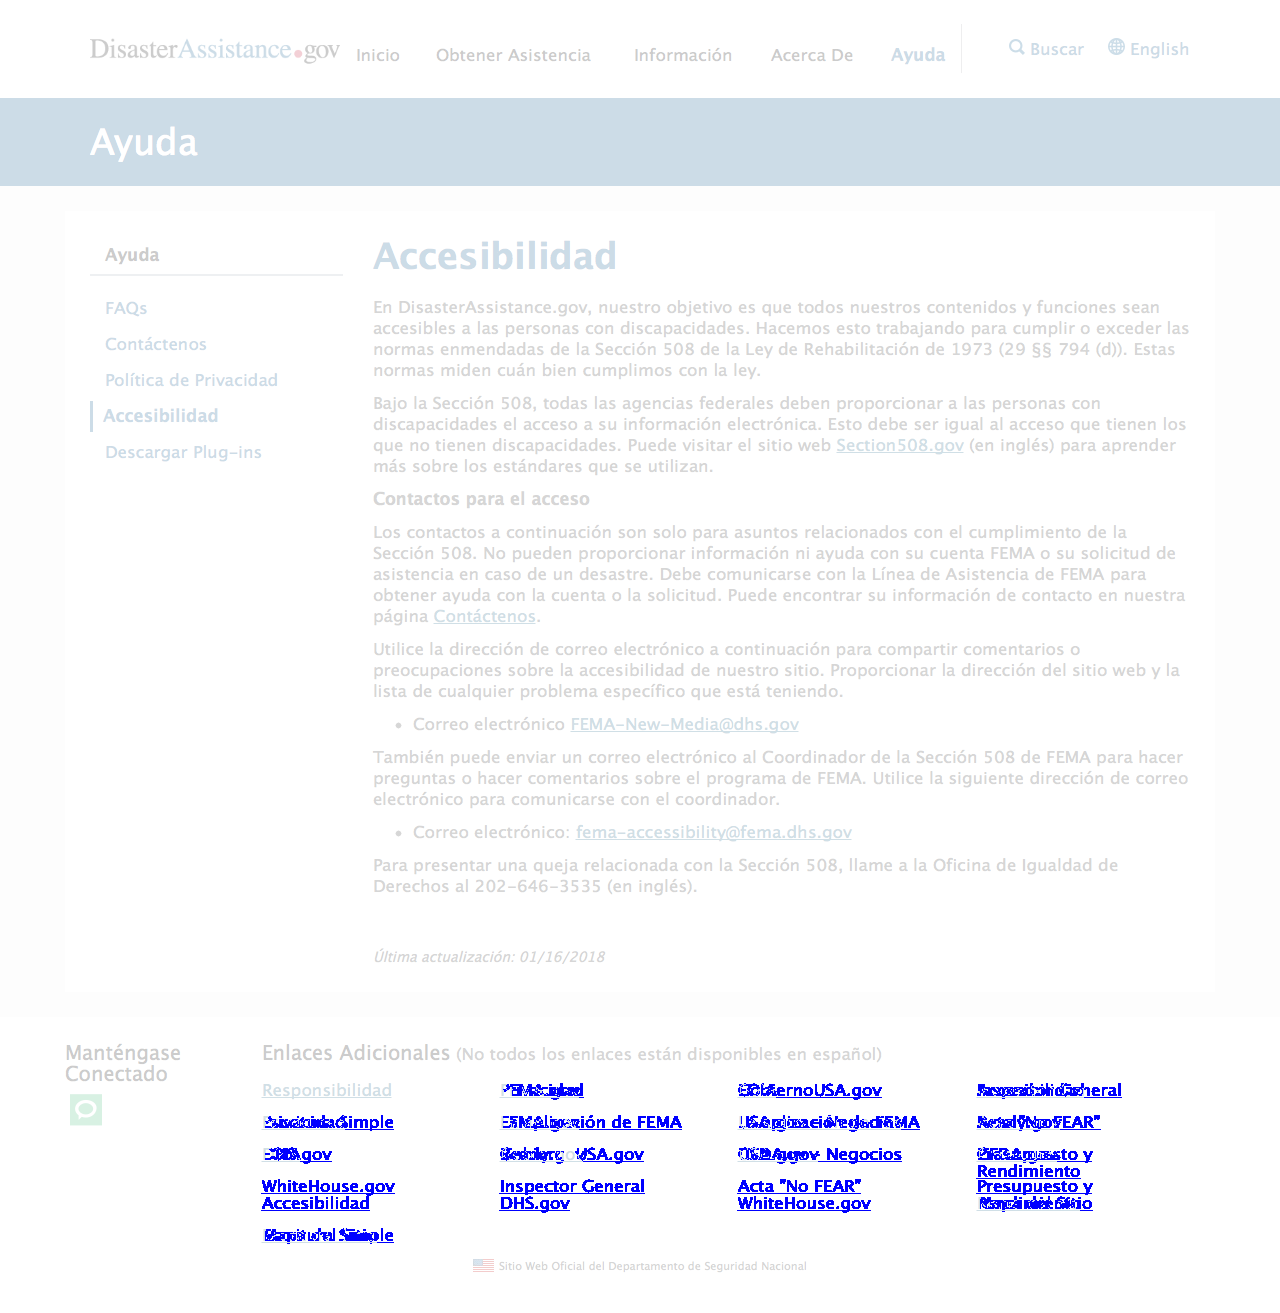 DisasterAssistance.gov Inicio Obtener Asistencia Información Acerca De Ayuda Buscar English
Ayuda
Ayuda
FAQs
Contáctenos
Política de Privacidad
Accesibilidad
Descargar Plug-ins
Accesibilidad
En DisasterAssistance.gov, nuestro objetivo es que todos nuestros contenidos y funciones sean
accesibles a las personas con discapacidades. Hacemos esto trabajando para cumplir o exceder las
normas enmendadas de la Sección 508 de la Ley de Rehabilitación de 1973 (29 §§ 794 (d)). Estas
normas miden cuán bien cumplimos con la ley.
Bajo la Sección 508, todas las agencias federales deben proporcionar a las personas con
discapacidades el acceso a su información electrónica. Esto debe ser igual al acceso que tienen los
que no tienen discapacidades. Puede visitar el sitio web Section508.gov (en inglés) para aprender
más sobre los estándares que se utilizan.
Contactos para el acceso
Los contactos a continuación son solo para asuntos relacionados con el cumplimiento de la
Sección 508. No pueden proporcionar información ni ayuda con su cuenta FEMA o su solicitud de
asistencia en caso de un desastre. Debe comunicarse con la Línea de Asistencia de FEMA para
obtener ayuda con la cuenta o la solicitud. Puede encontrar su información de contacto en nuestra
página Contáctenos.
Utilice la dirección de correo electrónico a continuación para compartir comentarios o
preocupaciones sobre la accesibilidad de nuestro sitio. Proporcionar la dirección del sitio web y la
lista de cualquier problema específico que está teniendo.
• Correo electrónico FEMA-New-Media@dhs.gov
También puede enviar un correo electrónico al Coordinador de la Sección 508 de FEMA para hacer
preguntas o hacer comentarios sobre el programa de FEMA. Utilice la siguiente dirección de correo
electrónico para comunicarse con el coordinador.
• Correo electrónico: fema-accessibility@fema.dhs.gov
Para presentar una queja relacionada con la Sección 508, llame a la Oficina de Igualdad de
Derechos al 202-646-3535 (en inglés).
Última actualización: 01/16/2018
Manténgase
Conectado
Enlaces Adicionales (No todos los enlaces están disponibles en español)
Responsibilidad GobiernoUSA.gov General
Simple de FEMA FEMA "No FEAR"
Negocios Presupuesto y
Rendimiento
WhiteHouse.gov Inspector General Acta "No FEAR" Presupuesto y
Accesibilidad DHS.gov WhiteHouse.gov
Simple
Sitio Web Oficial del Departamento de Seguridad Nacional